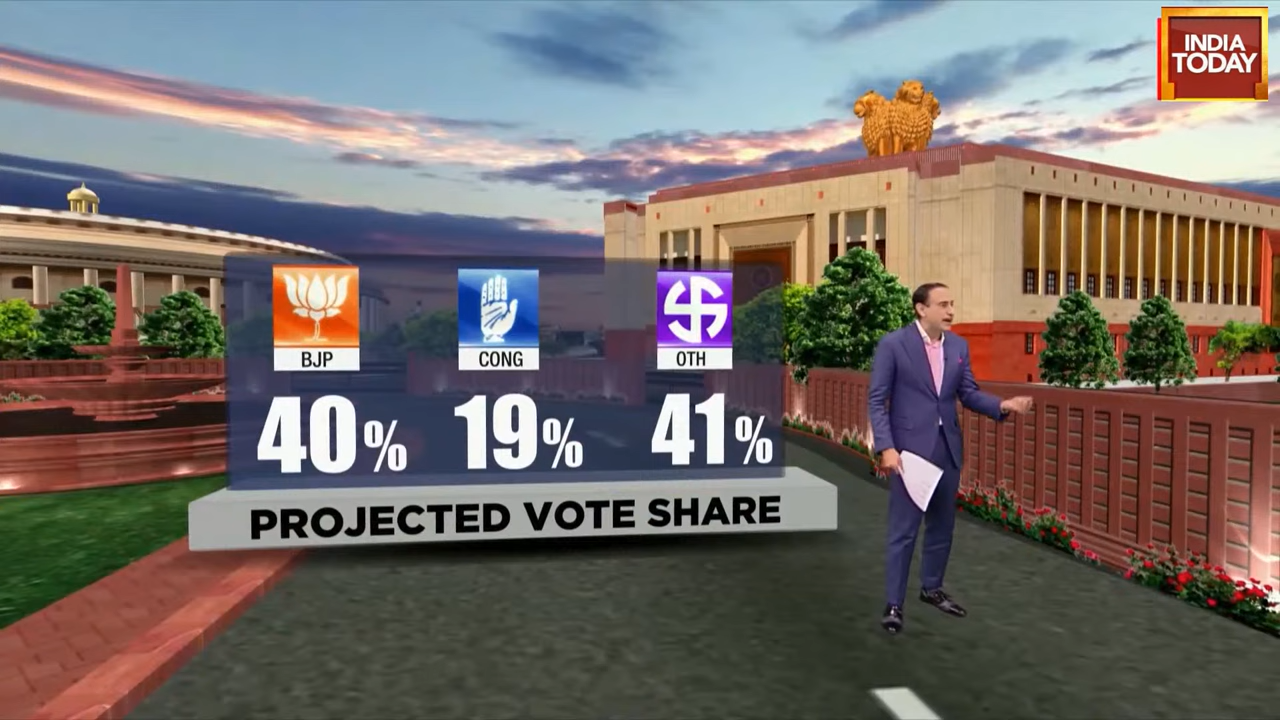 INDIA
TODAY
BJP
CONG
OTH
40%
19%
41%
PROJECTED VOTE SHARE